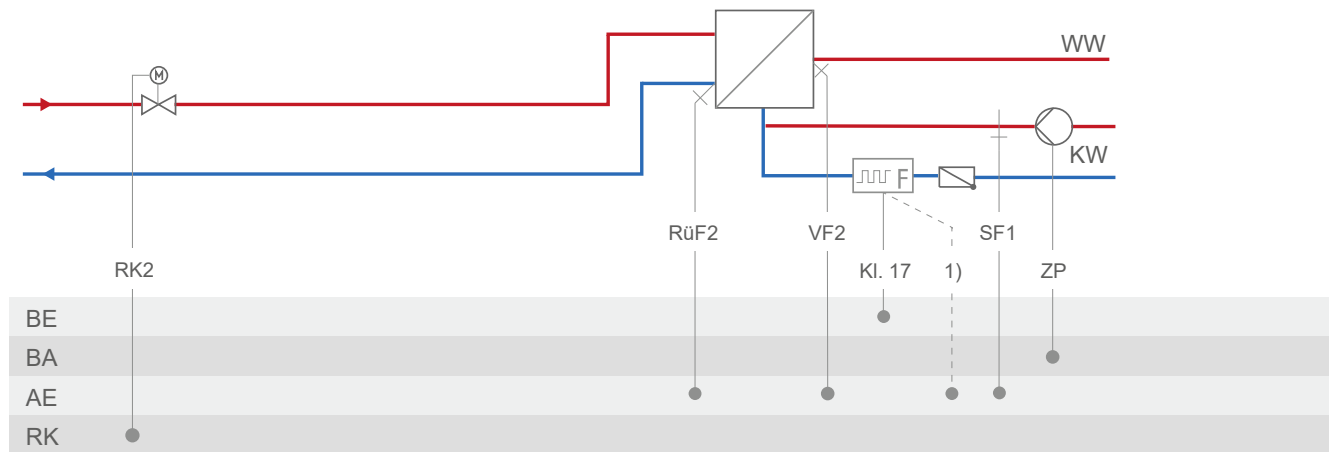 M
WW
KW
F
RüF2 VF2 SF1
RK2 Kl. 17 1) ZP
BE
BA
AE
RK